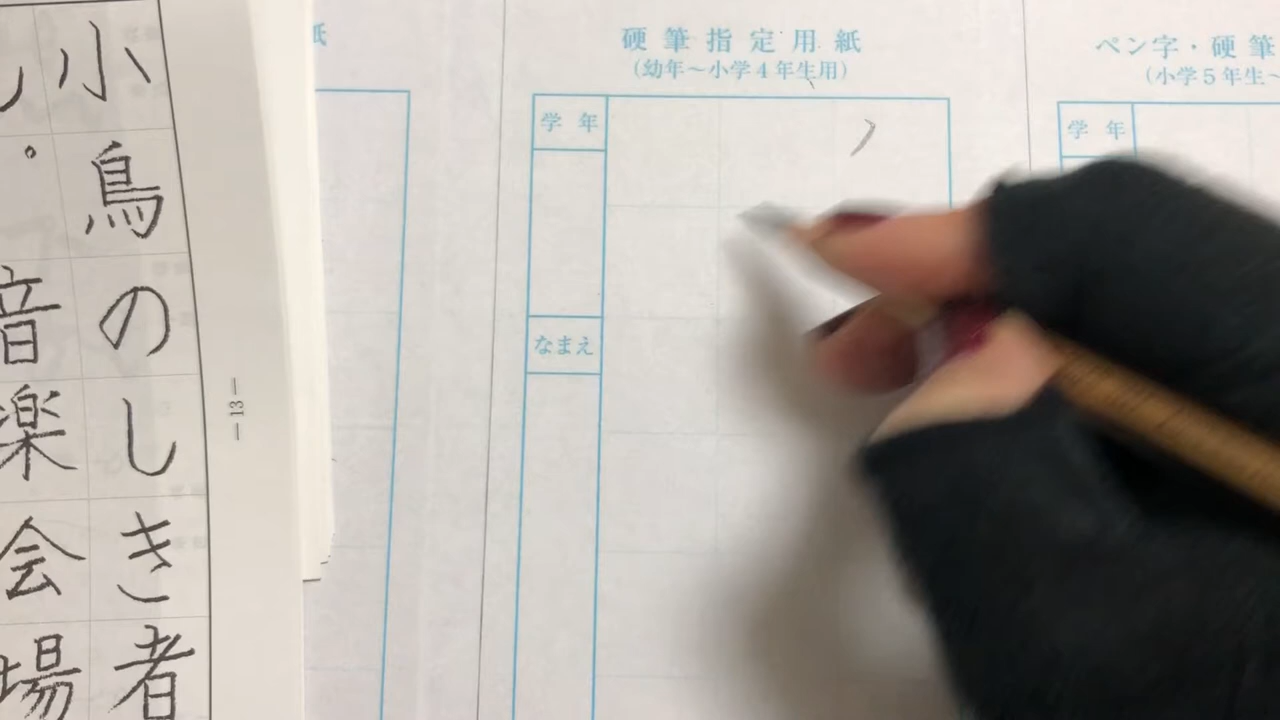 小鳥のしき者
音楽会場
— 13 —
紙
硬筆指定用紙
(幼年～小学4年生用)
学年
なまえ
ペン字・硬筆
(小学5年生～
学年